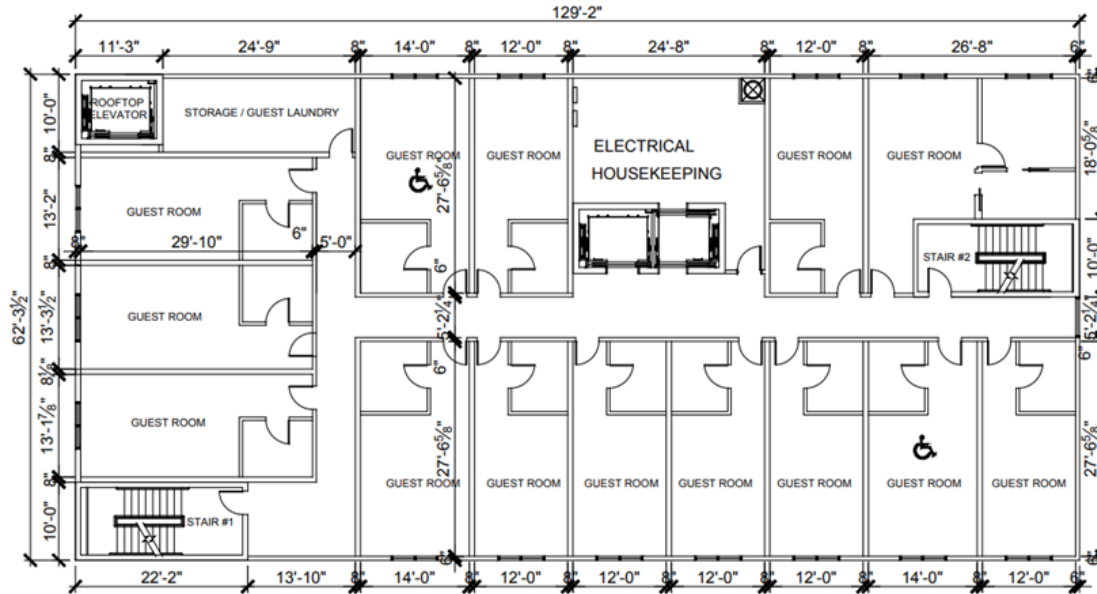 129'-2"
11'-3" 24'-9" 8" 14'-0" 8" 12'-0" 8" 24'-8" 8" 12'-0" 8" 26'-8" 6"
62'-3½"
10'-0"
8"
13'-2"
8"
13'-3½"
8⅛"
13'-1⅞"
8"
10'-0"
ROOFTOP
ELEVATOR
STORAGE / GUEST LAUNDRY
GUEST ROOM
GUEST ROOM
ELECTRICAL
HOUSEKEEPING
GUEST ROOM
GUEST ROOM
6"
18'-0⅝"
27'-6⅝"
GUEST ROOM
8" 29'-10" 6" 5'-0"
6"
STAIR #2
10'-0"
GUEST ROOM
5'-2¼"
5'-2¼"
6"
6"
GUEST ROOM
27'-6⅝"
27'-6⅝"
GUEST ROOM
GUEST ROOM
GUEST ROOM
GUEST ROOM
GUEST ROOM
GUEST ROOM
GUEST ROOM
STAIR #1
6"
6"
22'-2" 13'-10" 8" 14'-0" 8" 12'-0" 8" 12'-0" 8" 12'-0" 8" 12'-0" 8" 14'-0" 8" 12'-0" 6"